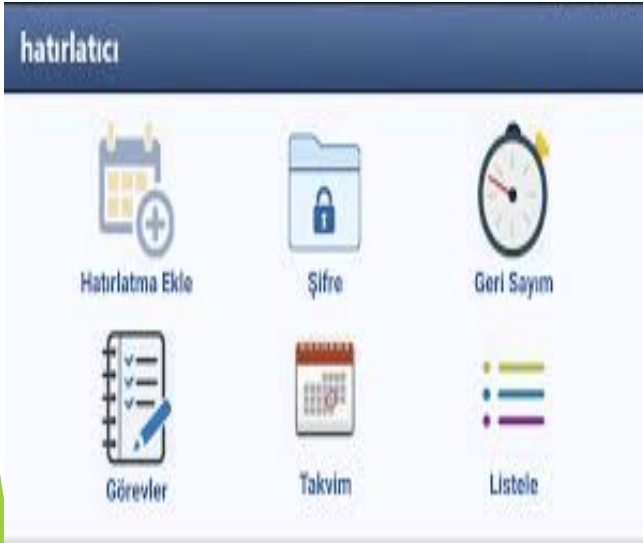 hatırlatıcı
Hatırlatma Ekle
Şifre
Geri Sayım
Görevler
Takvim
Listele